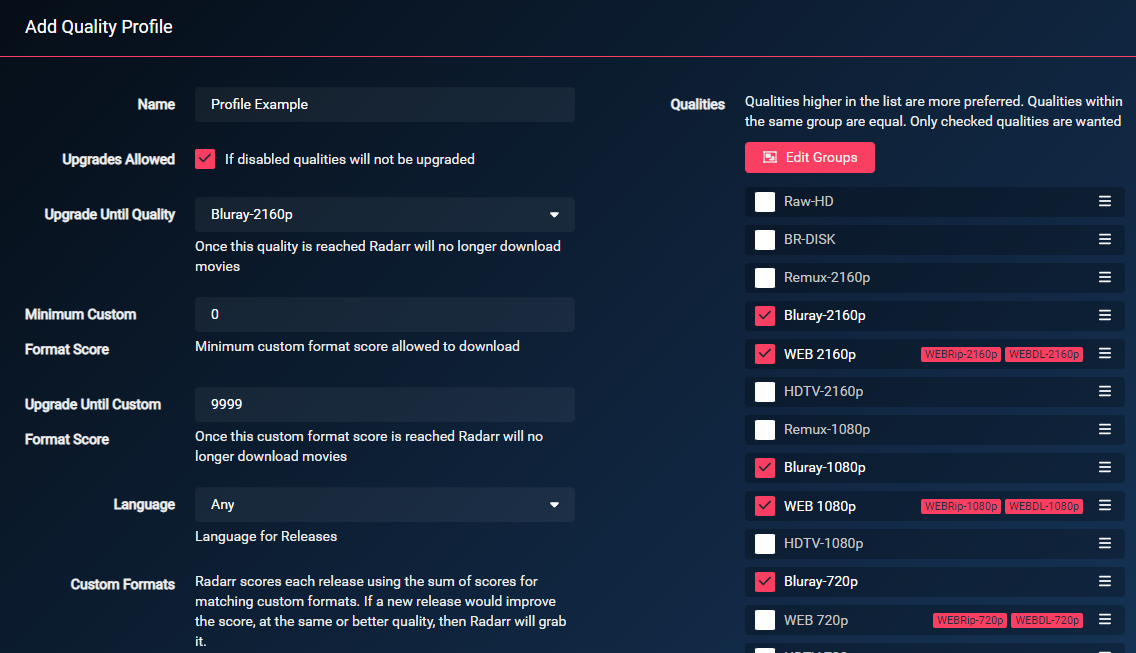 Add Quality Profile
Name
Profile Example
Upgrades Allowed
If disabled qualities will not be upgraded
Upgrade Until Quality
Bluray-2160p
Once this quality is reached Radarr will no longer download
movies
Minimum Custom
Format Score
0
Minimum custom format score allowed to download
Upgrade Until Custom
Format Score
9999
Once this custom format score is reached Radarr will no
longer download movies
Language
Any
Language for Releases
Custom Formats
Radarr scores each release using the sum of scores for
matching custom formats. If a new release would improve
the score, at the same or better quality, then Radarr will grab
it.
Qualities
Qualities higher in the list are more preferred. Qualities within
the same group are equal. Only checked qualities are wanted
Edit Groups
Raw-HD
BR-DISK
Remux-2160p
Bluray-2160p
WEB 2160p WEBRip-2160p WEBDL-2160p
HDTV-2160p
Remux-1080p
Bluray-1080p
WEB 1080p WEBRip-1080p WEBDL-1080p
HDTV-1080p
Bluray-720p
WEB 720p WEBRip-720p WEBDL-720p